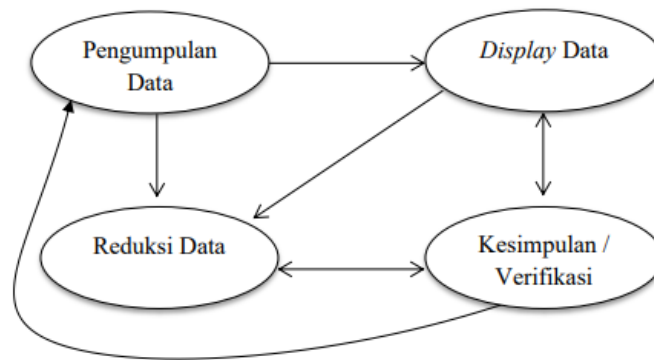 Pengumpulan
Data
Display Data
Reduksi Data
Kesimpulan /
Verifikasi